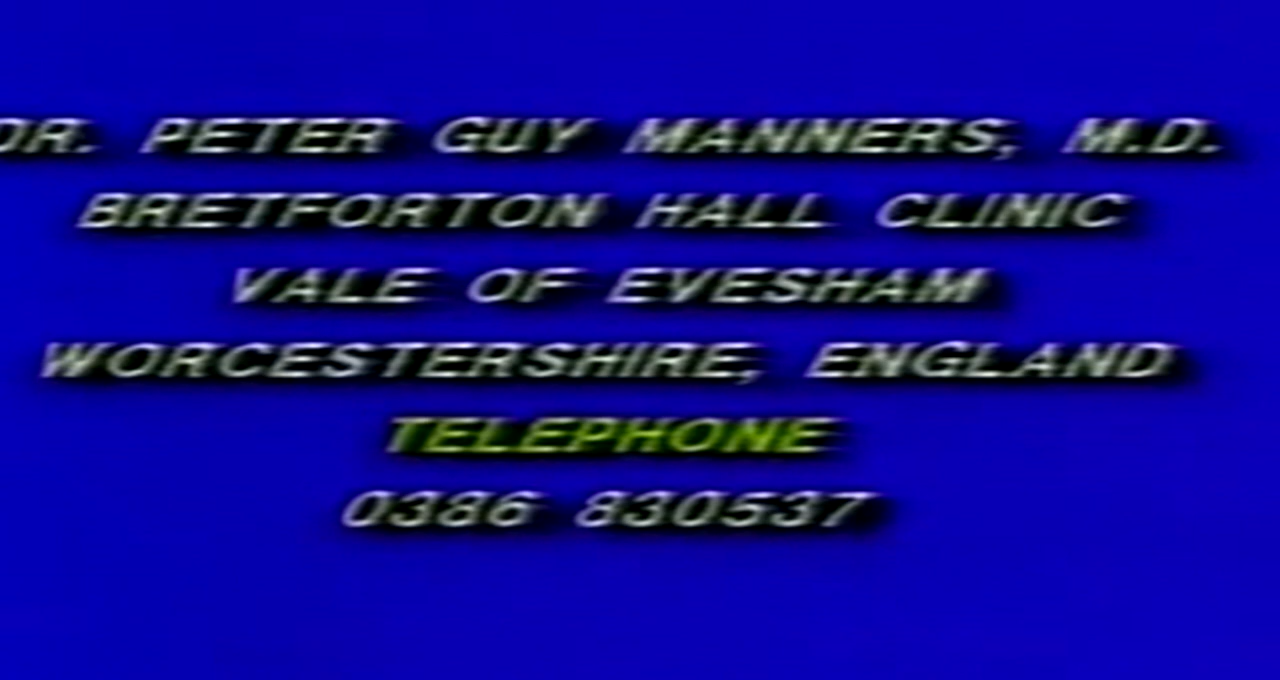 DR. PETER GUY MANNERS, M.D.
BRETFORTON HALL CLINIC
VALE OF EVESHAM
WORCESTERSHIRE, ENGLAND
TELEPHONE
0386 830537